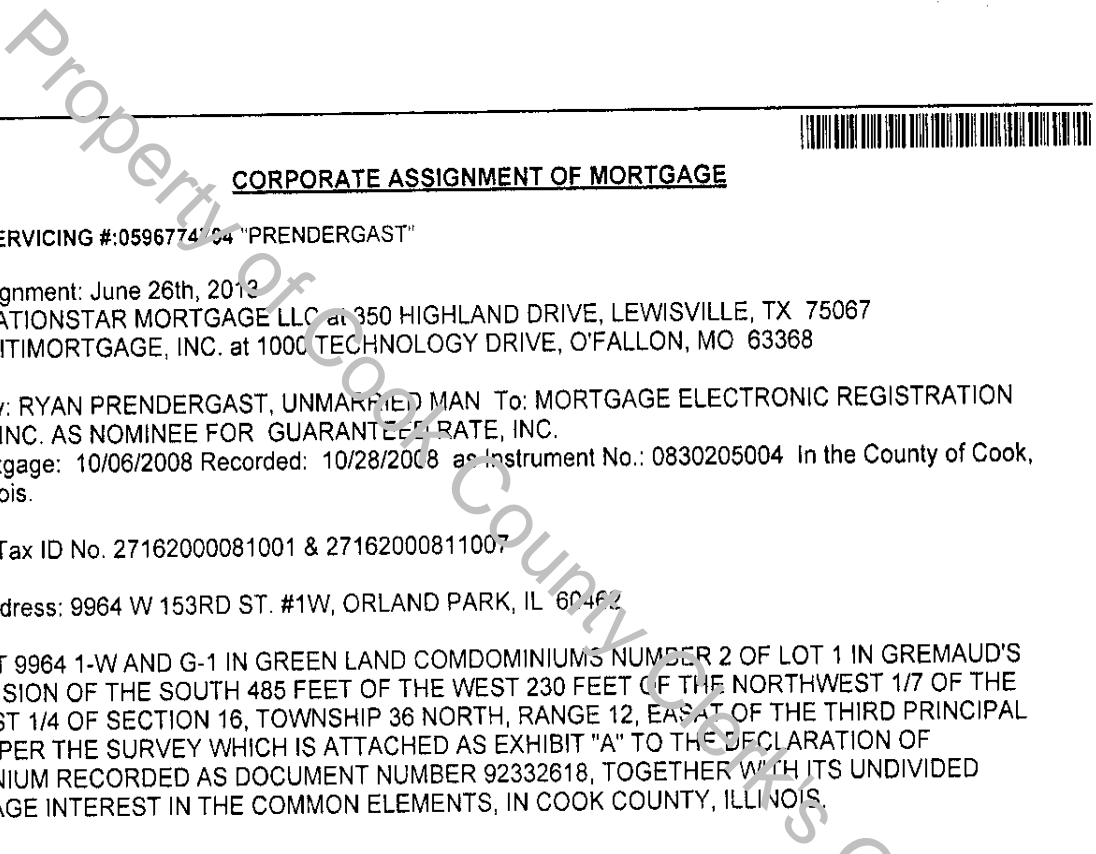 CORPORATE ASSIGNMENT OF MORTGAGE
ERVICING #: "PRENDERGAST"
gnment: June 26th, 2013
ATIONSTAR MORTGAGE LLC at 350 HIGHLAND DRIVE, LEWISVILLE, TX 75067
ITIMORTGAGE, INC. at 1000 TECHNOLOGY DRIVE, O'FALLON, MO 63368
y: RYAN PRENDERGAST, UNMARRIED MAN To: MORTGAGE ELECTRONIC REGISTRATION
INC. AS NOMINEE FOR GUARANTEED RATE, INC.
tgage: 10/06/2008 Recorded: 10/28/2008 as Instrument No.: 0830205004 In the County of Cook,
ois.
Tax ID No. 27162000081001 & 27162000811007
dress: 9964 W 153RD ST. #1W, ORLAND PARK, IL 60462
T 9964 1-W AND G-1 IN GREEN LAND COMDOMINIUMS NUMBER 2 OF LOT 1 IN GREMAUD'S
SION OF THE SOUTH 485 FEET OF THE WEST 230 FEET OF THE NORTHWEST 1/7 OF THE
ST 1/4 OF SECTION 16, TOWNSHIP 36 NORTH, RANGE 12, EASAT OF THE THIRD PRINCIPAL
PER THE SURVEY WHICH IS ATTACHED AS EXHIBIT "A" TO THE DECLARATION OF
NIUM RECORDED AS DOCUMENT NUMBER 92332618, TOGETHER WITH ITS UNDIVIDED
AGE INTEREST IN THE COMMON ELEMENTS, IN COOK COUNTY, ILLINOIS.
Property of Cook County Clerk's